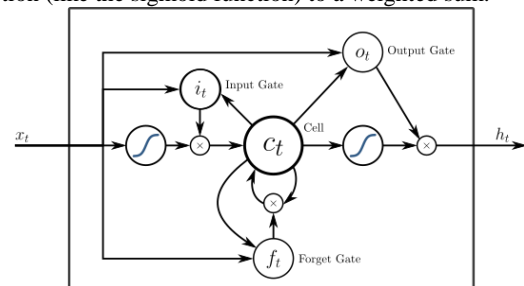 (like the sigmoid function) to a weighted sum.
o_t Output Gate
i_t Input Gate
x_t
×
c_t Cell
×
h_t
×
f_t Forget Gate